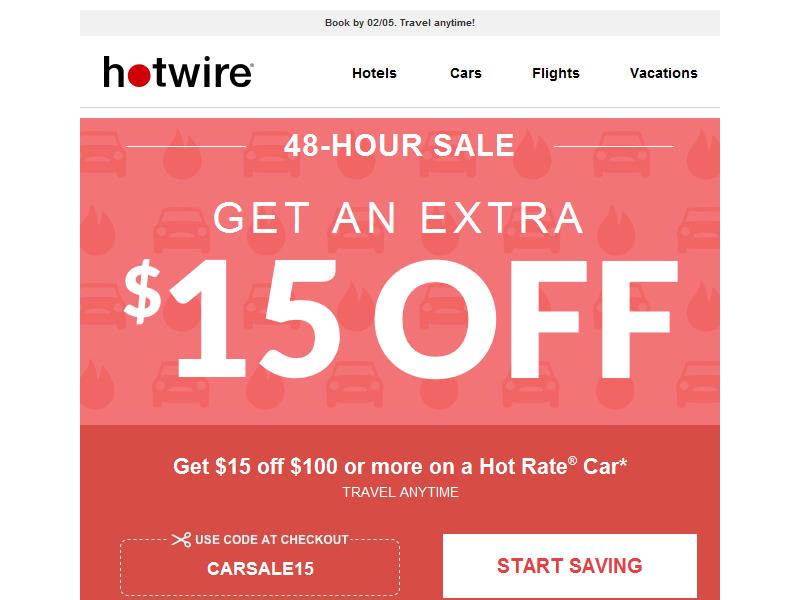 Book by 02/05. Travel anytime!
hotwire®
Hotels Cars Flights Vacations
48-HOUR SALE
GET AN EXTRA
$15 OFF
Get $15 off $100 or more on a Hot Rate® Car*
TRAVEL ANYTIME
USE CODE AT CHECKOUT
CARSALE15
START SAVING